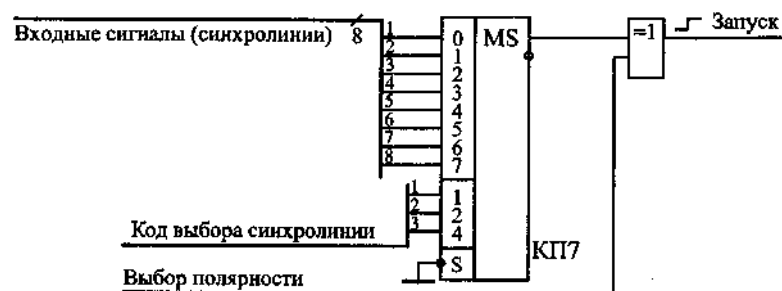 Входные сигналы (синхролинии) 8
1 0 MS =1 Запуск
2 1
3 2
4 3
5 4
6 5
7 6
8 7
1 1
2 2
3 4
Код выбора синхролинии
S КП7
Выбор полярности